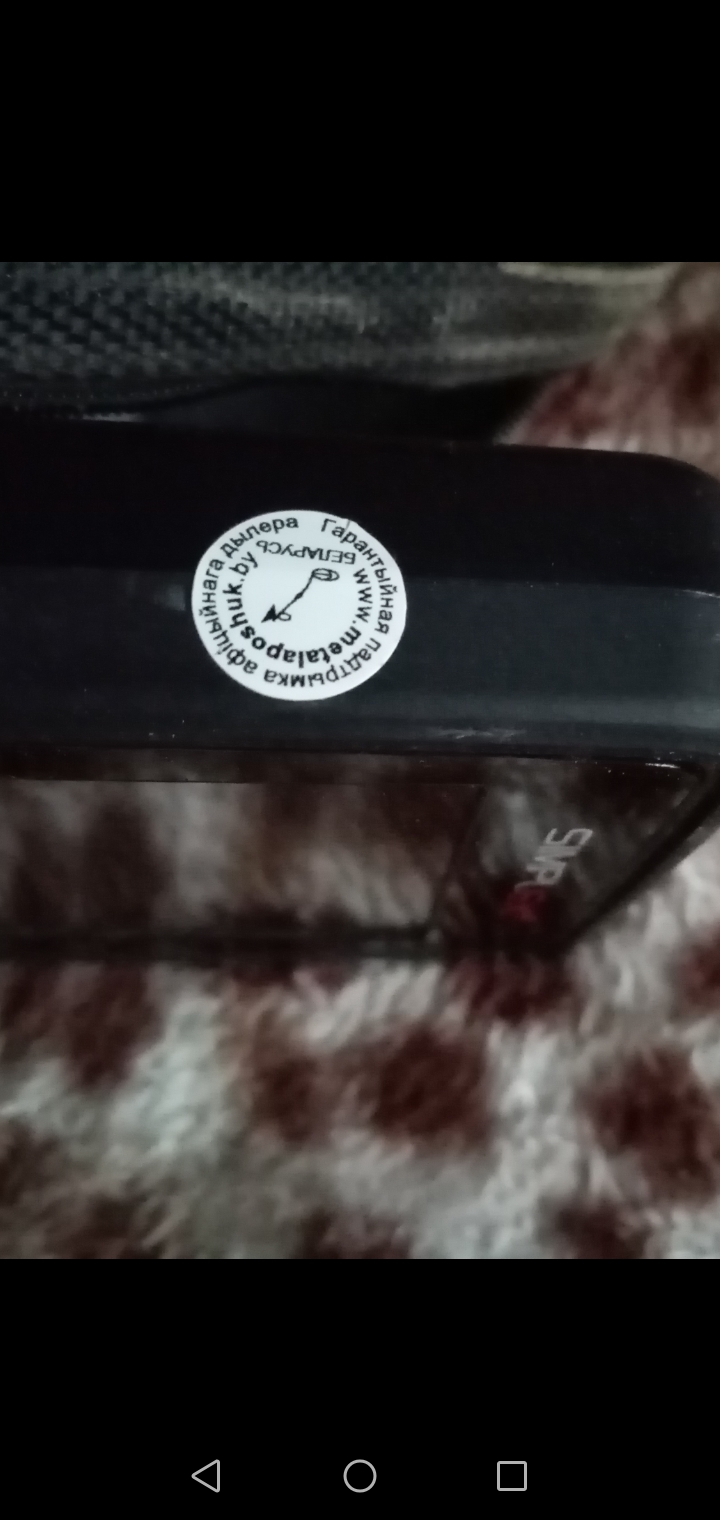 Гарантыйная падтрымка афіцыйнага дылера
www.metalaposhuk.by
БЕЛАРУСЬ